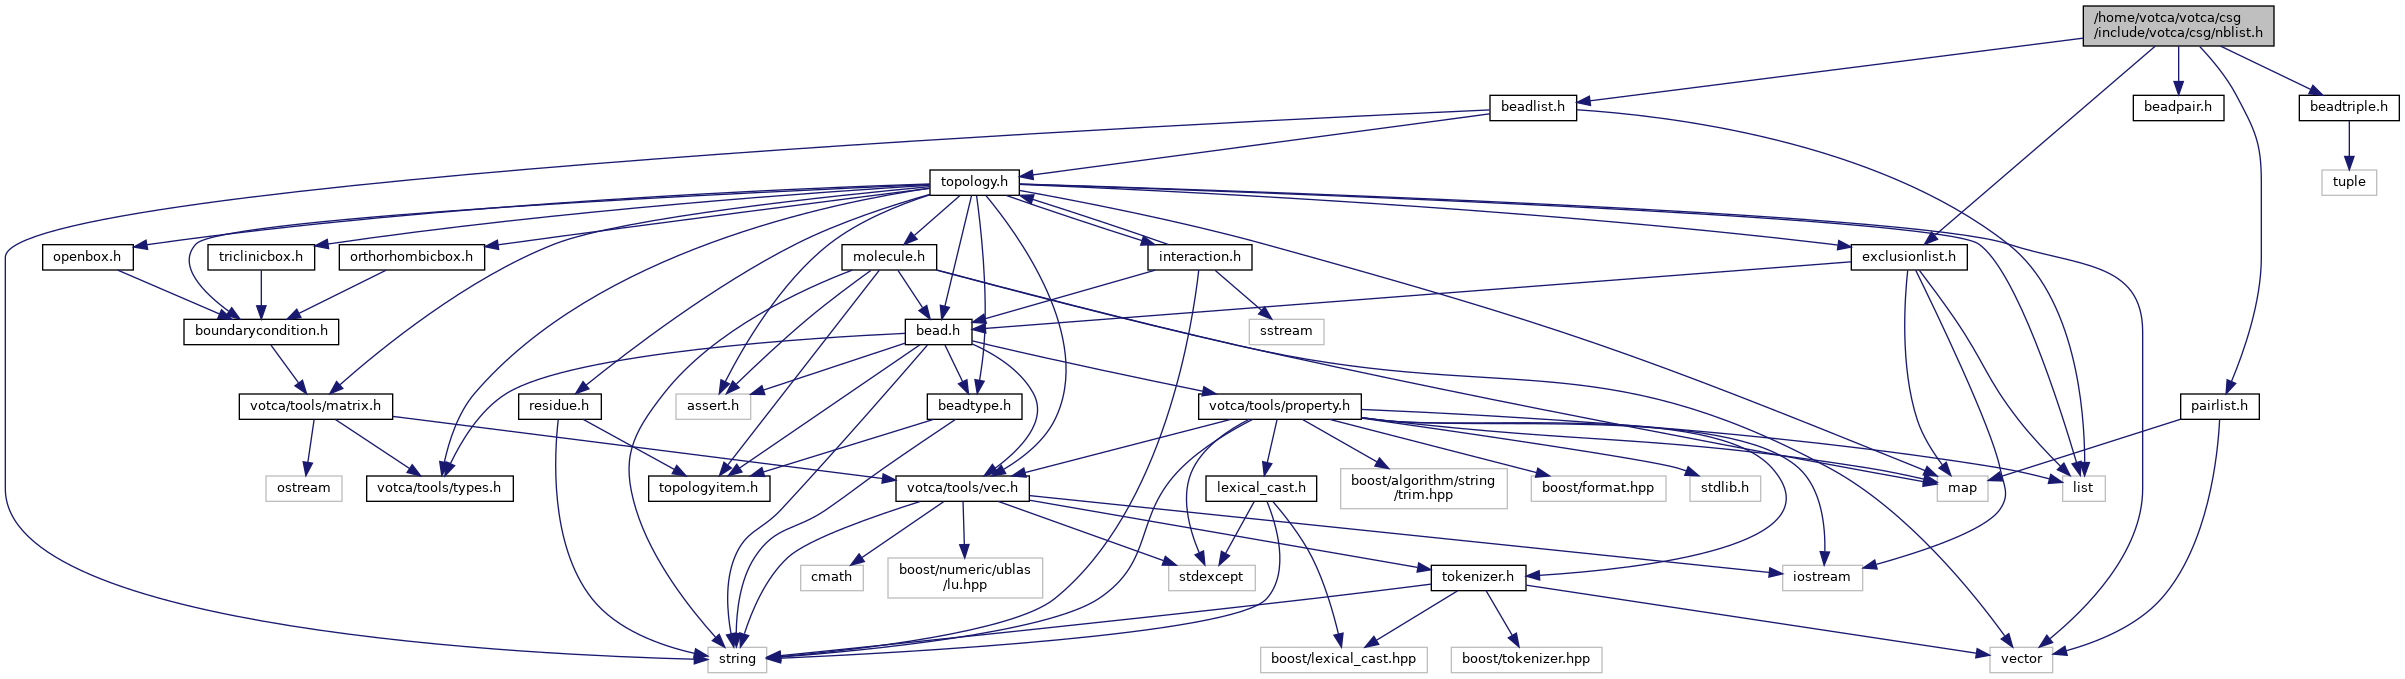 /home/votca/votca/csg
/include/votca/csg/nblist.h
beadlist.h
beadpair.h
beadtriple.h
topology.h
tuple
openbox.h
triclinicbox.h
orthorhombicbox.h
molecule.h
interaction.h
exclusionlist.h
boundarycondition.h
bead.h
sstream
votca/tools/matrix.h
residue.h
assert.h
beadtype.h
votca/tools/property.h
pairlist.h
ostream
votca/tools/types.h
topologyitem.h
votca/tools/vec.h
lexical_cast.h
boost/algorithm/string
/trim.hpp
boost/format.hpp
stdlib.h
map
list
cmath
boost/numeric/ublas
/lu.hpp
stdexcept
tokenizer.h
iostream
string
boost/lexical_cast.hpp
boost/tokenizer.hpp
vector